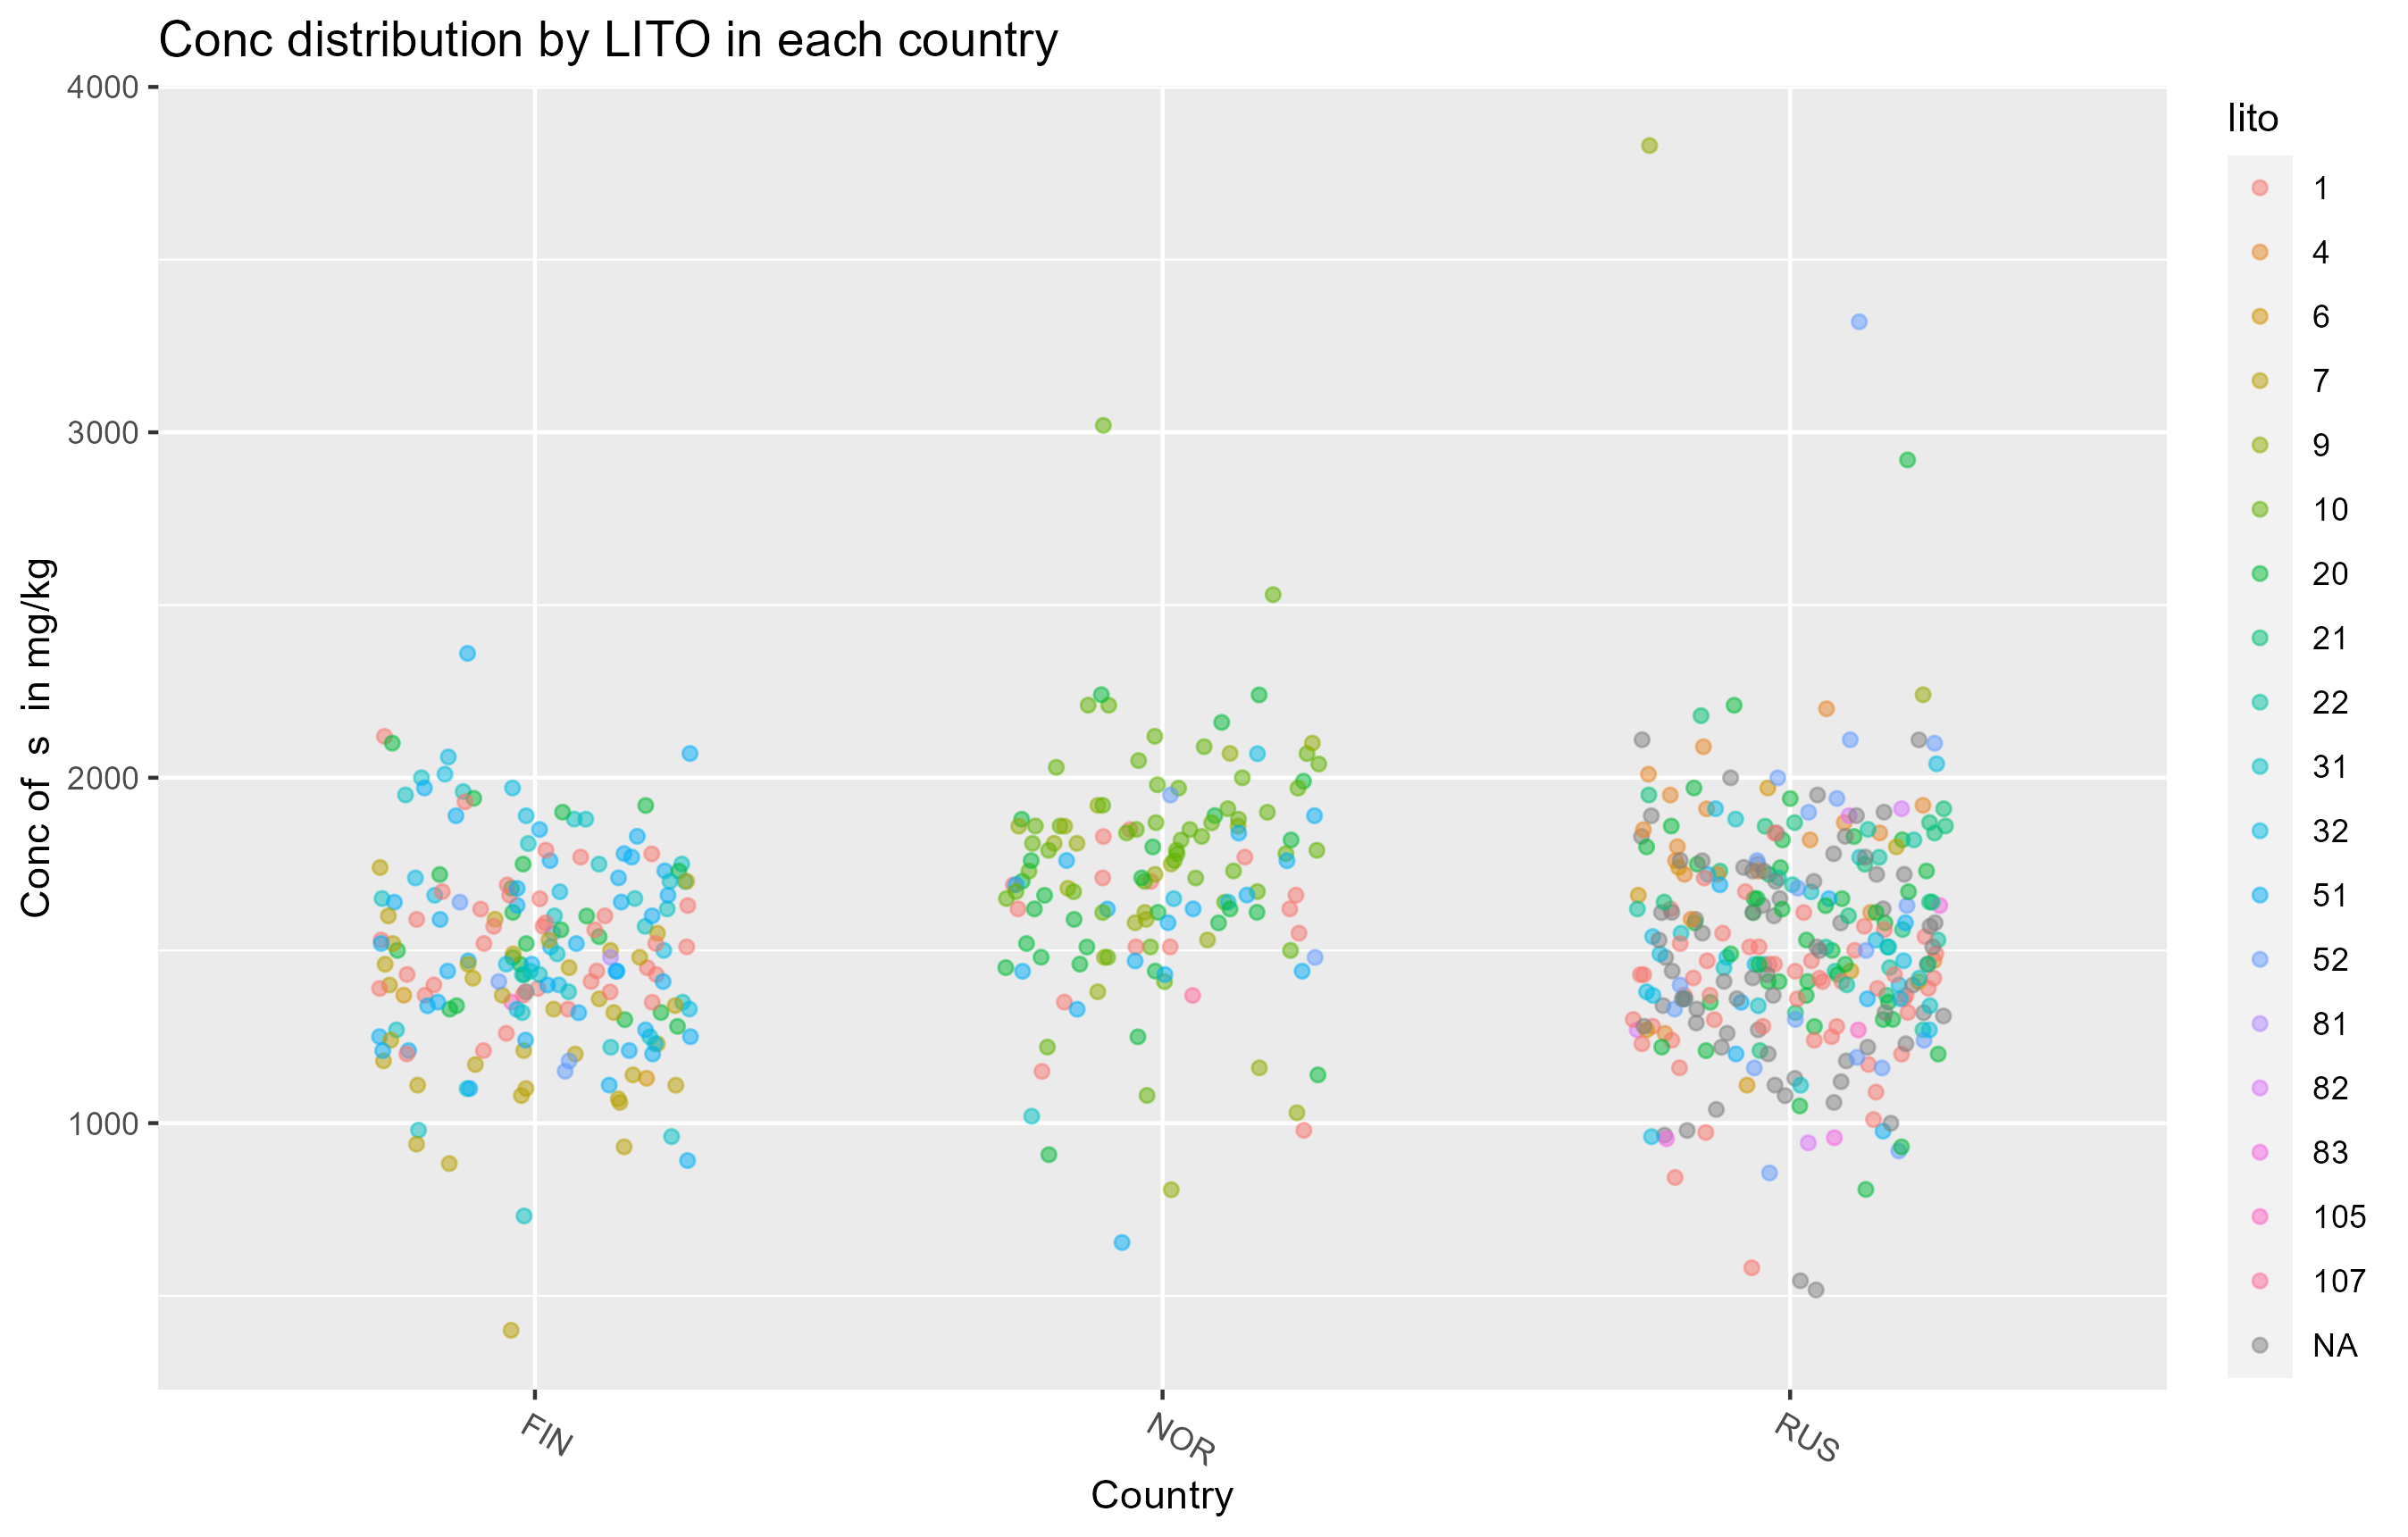 Conc distribution by LITO in each country
4000
3000
2000
1000
Conc of  s  in mg/kg
FIN
NOR
RUS
Country
lito
1
4
6
7
9
10
20
21
22
31
32
51
52
81
82
83
105
107
NA